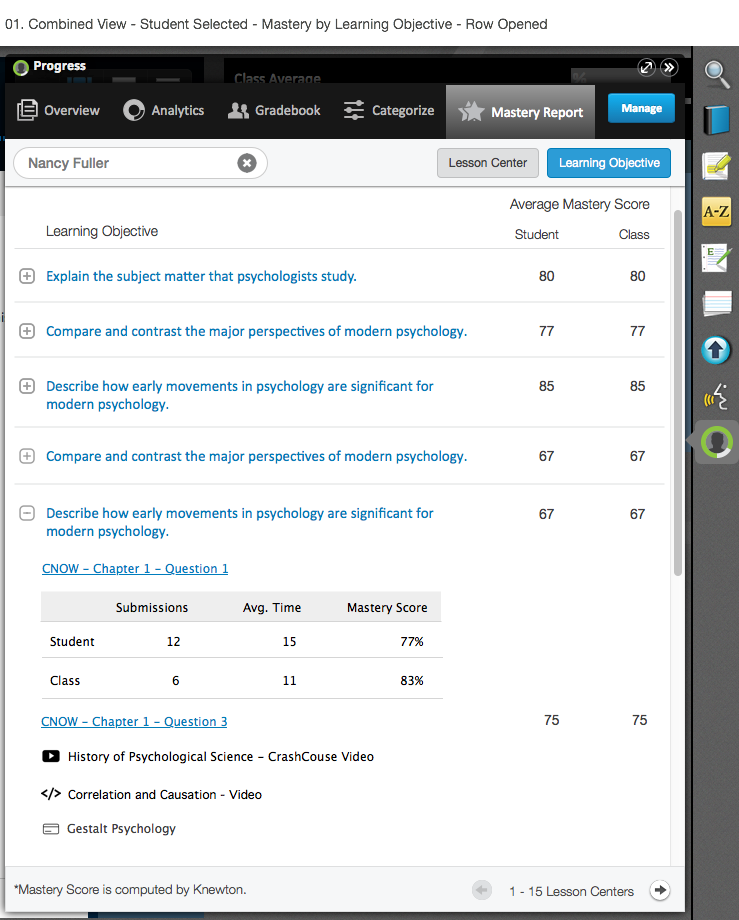 01. Combined View - Student Selected - Mastery by Learning Objective - Row Opened
Progress
Class Average
%
Overview
Analytics
Gradebook
Categorize
Mastery Report
Manage
Nancy Fuller
Lesson Center
Learning Objective
Average Mastery Score
Learning Objective
Student
Class
A-Z
Explain the subject matter that psychologists study.
80
80
E
Compare and contrast the major perspectives of modern psychology.
77
77
Describe how early movements in psychology are significant for
modern psychology.
85
85
Compare and contrast the major perspectives of modern psychology.
67
67
Describe how early movements in psychology are significant for
modern psychology.
67
67
CNOW – Chapter 1 – Question 1
Submissions
Avg. Time
Mastery Score
Student
12
15
77%
Class
6
11
83%
CNOW – Chapter 1 – Question 3
75
75
History of Psychological Science – CrashCouse Video
</> Correlation and Causation - Video
Gestalt Psychology
*Mastery Score is computed by Knewton.
1 - 15 Lesson Centers